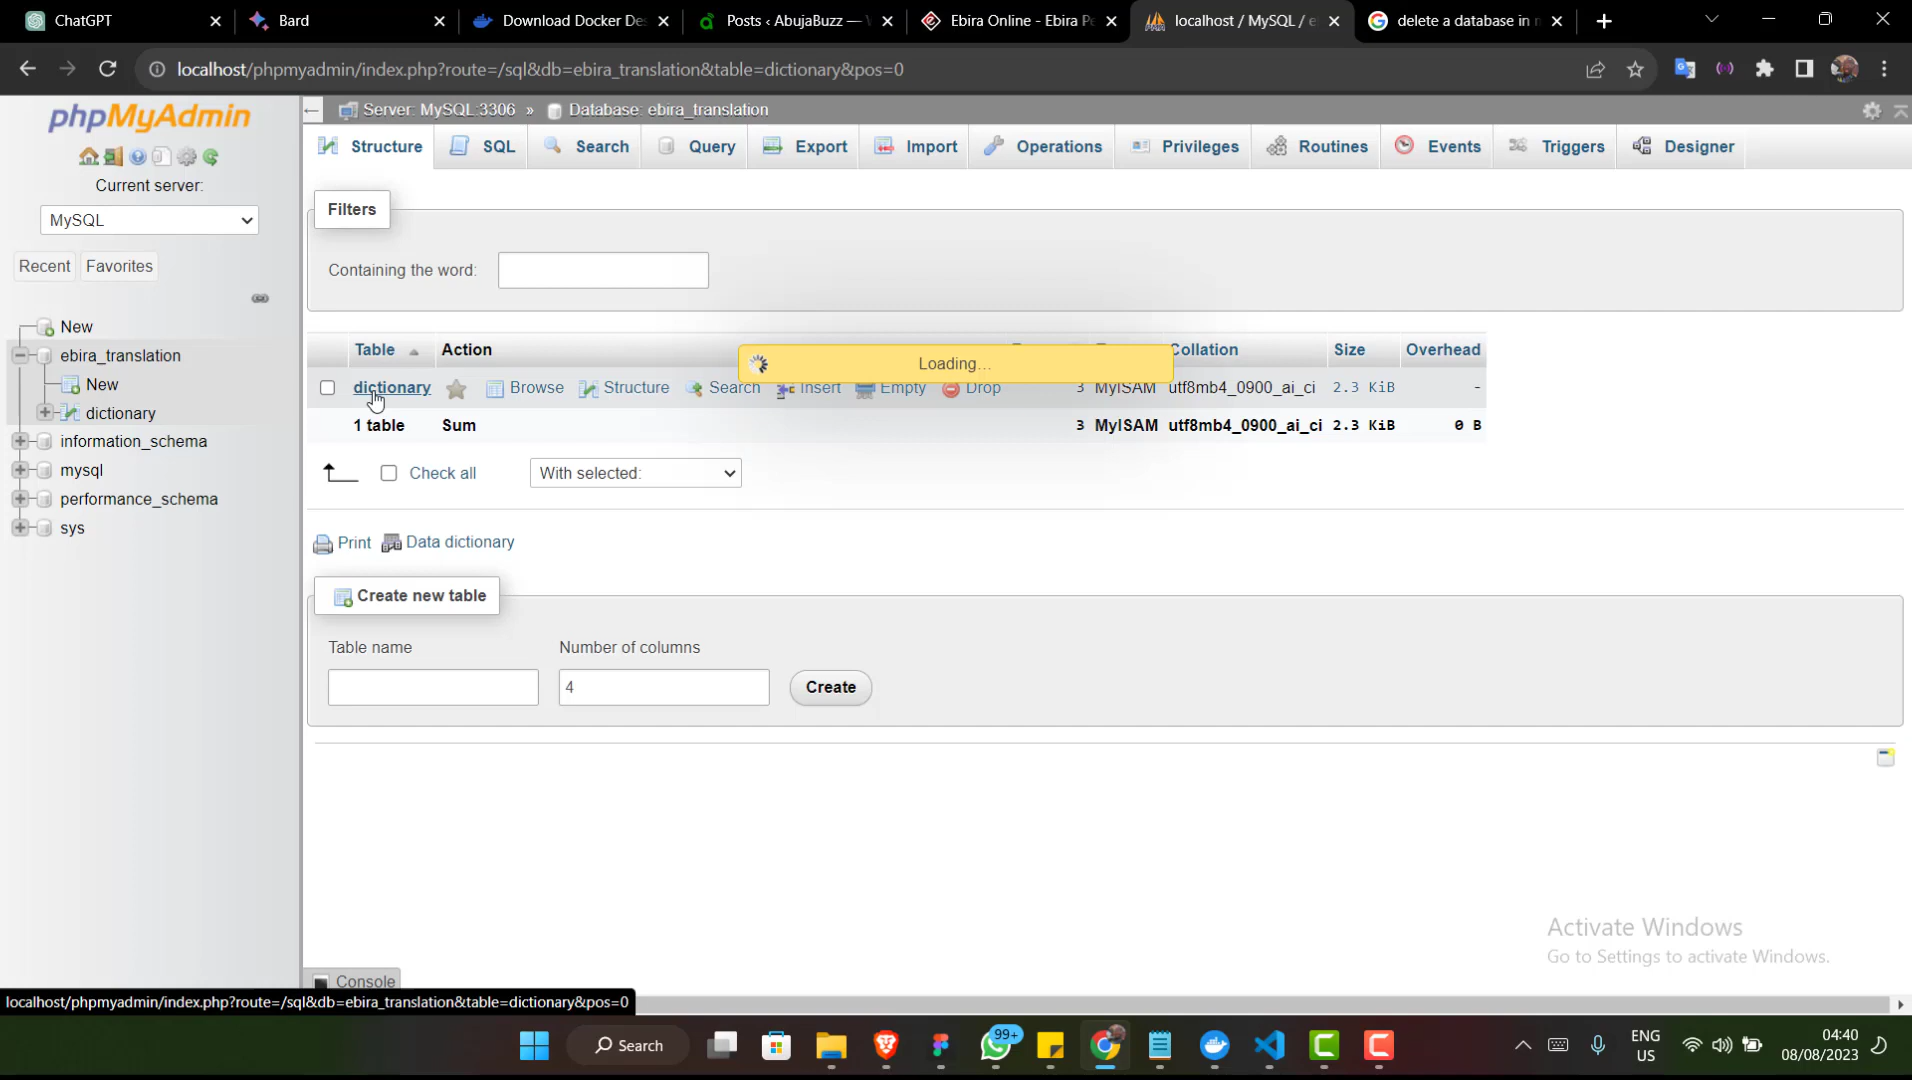 ChatGPT
Bard
Download Docker De
Posts ‹ AbujaBuzz —
Ebira Online - Ebira P
localhost / MySQL / e
delete a database in
localhost/phpmyadmin/index.php?route=/sql&db=ebira_translation&table=dictionary&pos=0
phpMyAdmin
Current server:
MySQL
Recent
Favorites
New
ebira_translation
New
dictionary
information_schema
mysql
performance_schema
sys
Server: MySQL:3306 » Database: ebira_translation
Structure SQL Search Query Export Import Operations Privileges Routines Events Triggers Designer
Filters
Containing the word:
Table Action Collation Size Overhead
Loading…
dictionary Browse Structure Search Insert Empty Drop 3 MyISAM utf8mb4_0900_ai_ci 2.3 KiB -
1 table Sum 3 MyISAM utf8mb4_0900_ai_ci 2.3 KiB 0 B
Check all With selected:
Print Data dictionary
Create new table
Table name Number of columns
4 Create
Activate Windows
Go to Settings to activate Windows.
Console
localhost/phpmyadmin/index.php?route=/sql&db=ebira_translation&table=dictionary&pos=0
Search
99+
ENG
US
04:40
08/08/2023